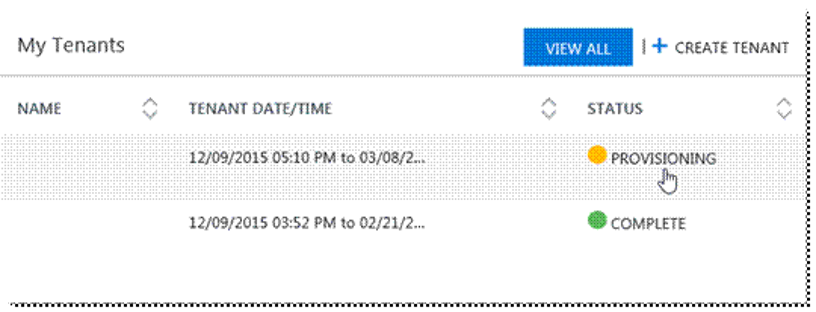 My Tenants VIEW ALL | + CREATE TENANT
NAME TENANT DATE/TIME STATUS
12/09/2015 05:10 PM to 03/08/2... PROVISIONING
12/09/2015 03:52 PM to 02/21/2... COMPLETE